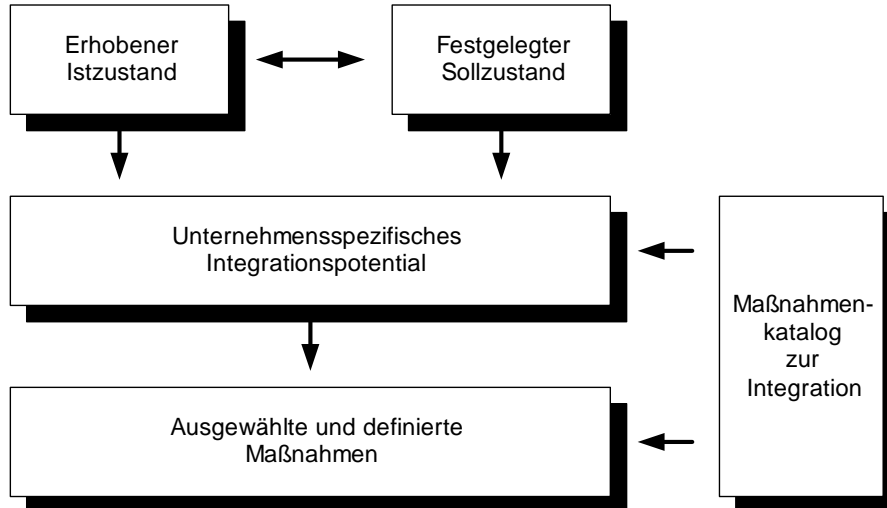 Erhobener
Istzustand
Festgelegter
Sollzustand
Unternehmensspezifisches
Integrationspotential
Maßnahmen-
katalog
zur
Integration
Ausgewählte und definierte
Maßnahmen